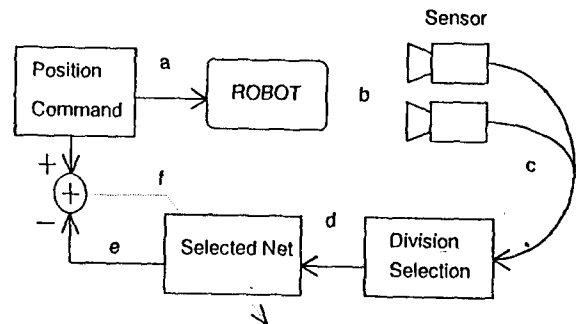 Sensor
Position
Command
a
ROBOT
b
+
+
−
f
c
e
Selected Net
d
Division
Selection